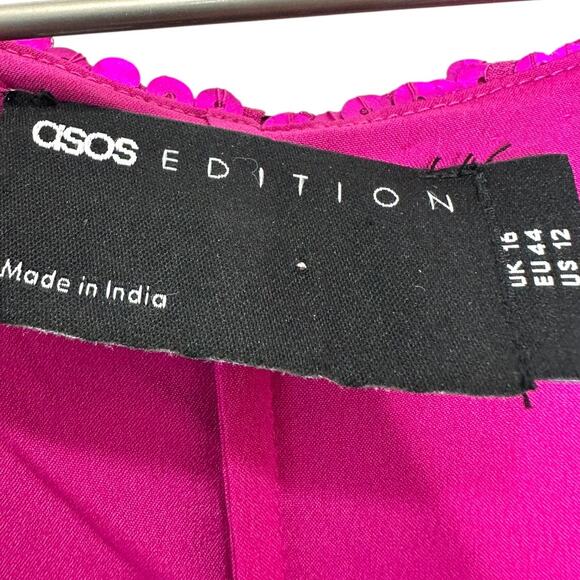 asos EDITION
Made in India
UK 16
EU 44
US 12